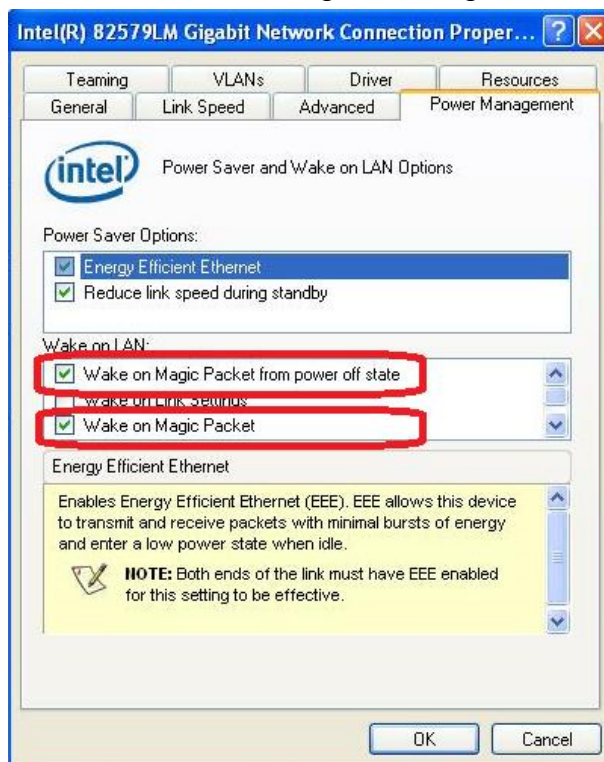 Intel(R) 82579LM Gigabit Network Connection Proper...
Teaming VLANs Driver Resources
General Link Speed Advanced Power Management
intel Power Saver and Wake on LAN Options
Power Saver Options:
Energy Efficient Ethernet
Reduce link speed during standby
Wake on LAN:
Wake on Magic Packet from power off state
Wake on Link Settings
Wake on Magic Packet
Energy Efficient Ethernet
Enables Energy Efficient Ethernet (EEE). EEE allows this device
to transmit and receive packets with minimal bursts of energy
and enter a low power state when idle.
NOTE: Both ends of the link must have EEE enabled
for this setting to be effective.
OK Cancel